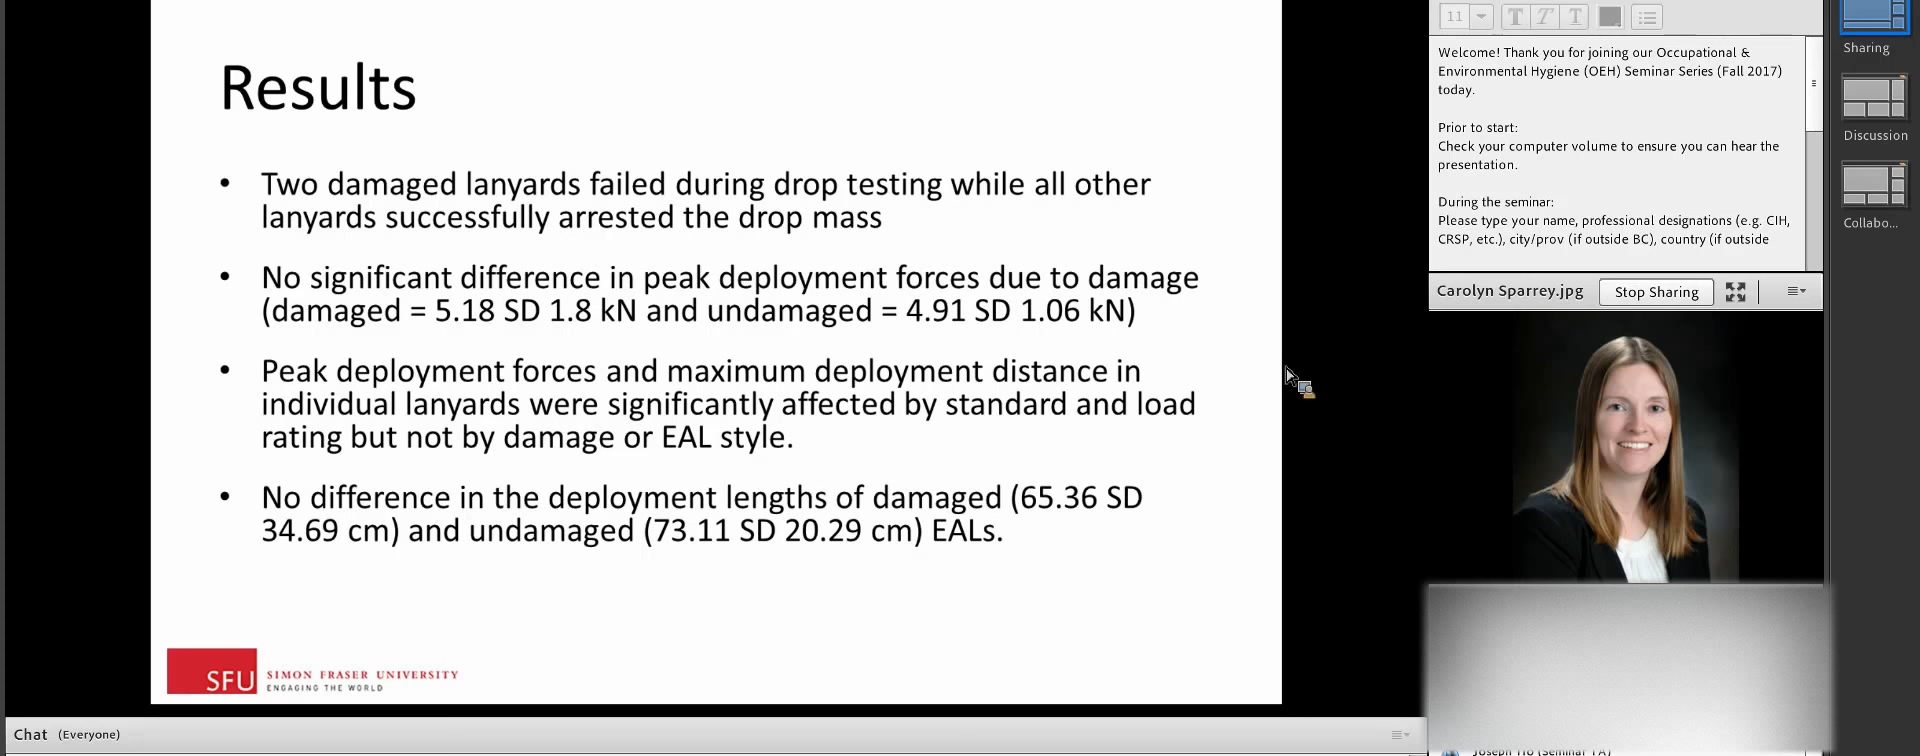 Results
• Two damaged lanyards failed during drop testing while all other
lanyards successfully arrested the drop mass
• No significant difference in peak deployment forces due to damage
(damaged = 5.18 SD 1.8 kN and undamaged = 4.91 SD 1.06 kN)
• Peak deployment forces and maximum deployment distance in
individual lanyards were significantly affected by standard and load
rating but not by damage or EAL style.
• No difference in the deployment lengths of damaged (65.36 SD
34.69 cm) and undamaged (73.11 SD 20.29 cm) EALs.
SFU SIMON FRASER UNIVERSITY
ENGAGING THE WORLD
Chat (Everyone)
11 T T T
Welcome! Thank you for joining our Occupational &
Environmental Hygiene (OEH) Seminar Series (Fall 2017)
today.
Prior to start:
Check your computer volume to ensure you can hear the
presentation.
During the seminar:
Please type your name, professional designations (e.g. CIH,
CRSP, etc.), city/prov (if outside BC), country (if outside
Carolyn Sparrey.jpg
Stop Sharing
Sharing
Discussion
Collabo...